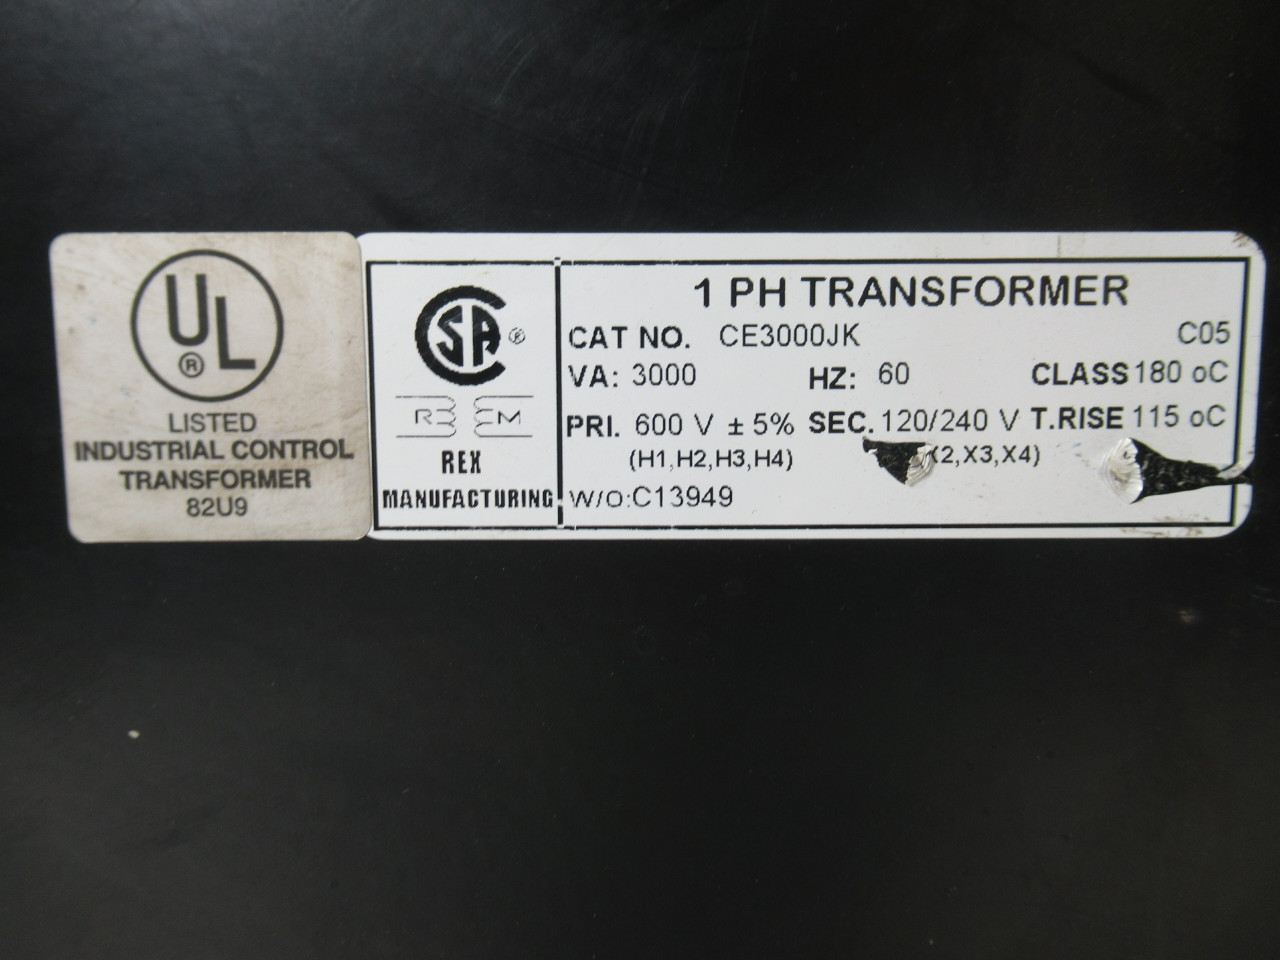 UL
®
LISTED
INDUSTRIAL CONTROL
TRANSFORMER
82U9
SA ®
R M
REX
MANUFACTURING
1 PH TRANSFORMER
CAT NO. CE3000JK C05
VA: 3000 HZ: 60 CLASS 180 oC
PRI. 600 V ± 5% SEC. 120/240 V T.RISE 115 oC
(H1,H2,H3,H4) X2,X3,X4)
W/O:C13949